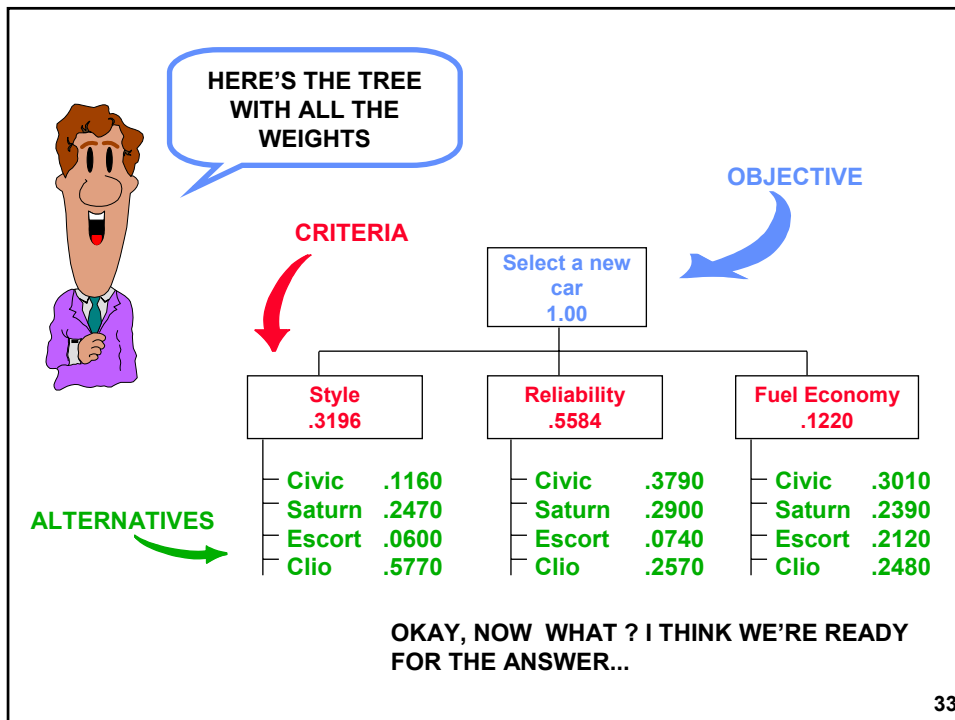 HERE'S THE TREE
WITH ALL THE
WEIGHTS
OBJECTIVE
CRITERIA
Select a new
car
1.00
Style
.3196
Reliability
.5584
Fuel Economy
.1220
ALTERNATIVES
Civic .1160
Saturn .2470
Escort .0600
Clio .5770
Civic .3790
Saturn .2900
Escort .0740
Clio .2570
Civic .3010
Saturn .2390
Escort .2120
Clio .2480
OKAY, NOW WHAT ? I THINK WE'RE READY
FOR THE ANSWER...
33